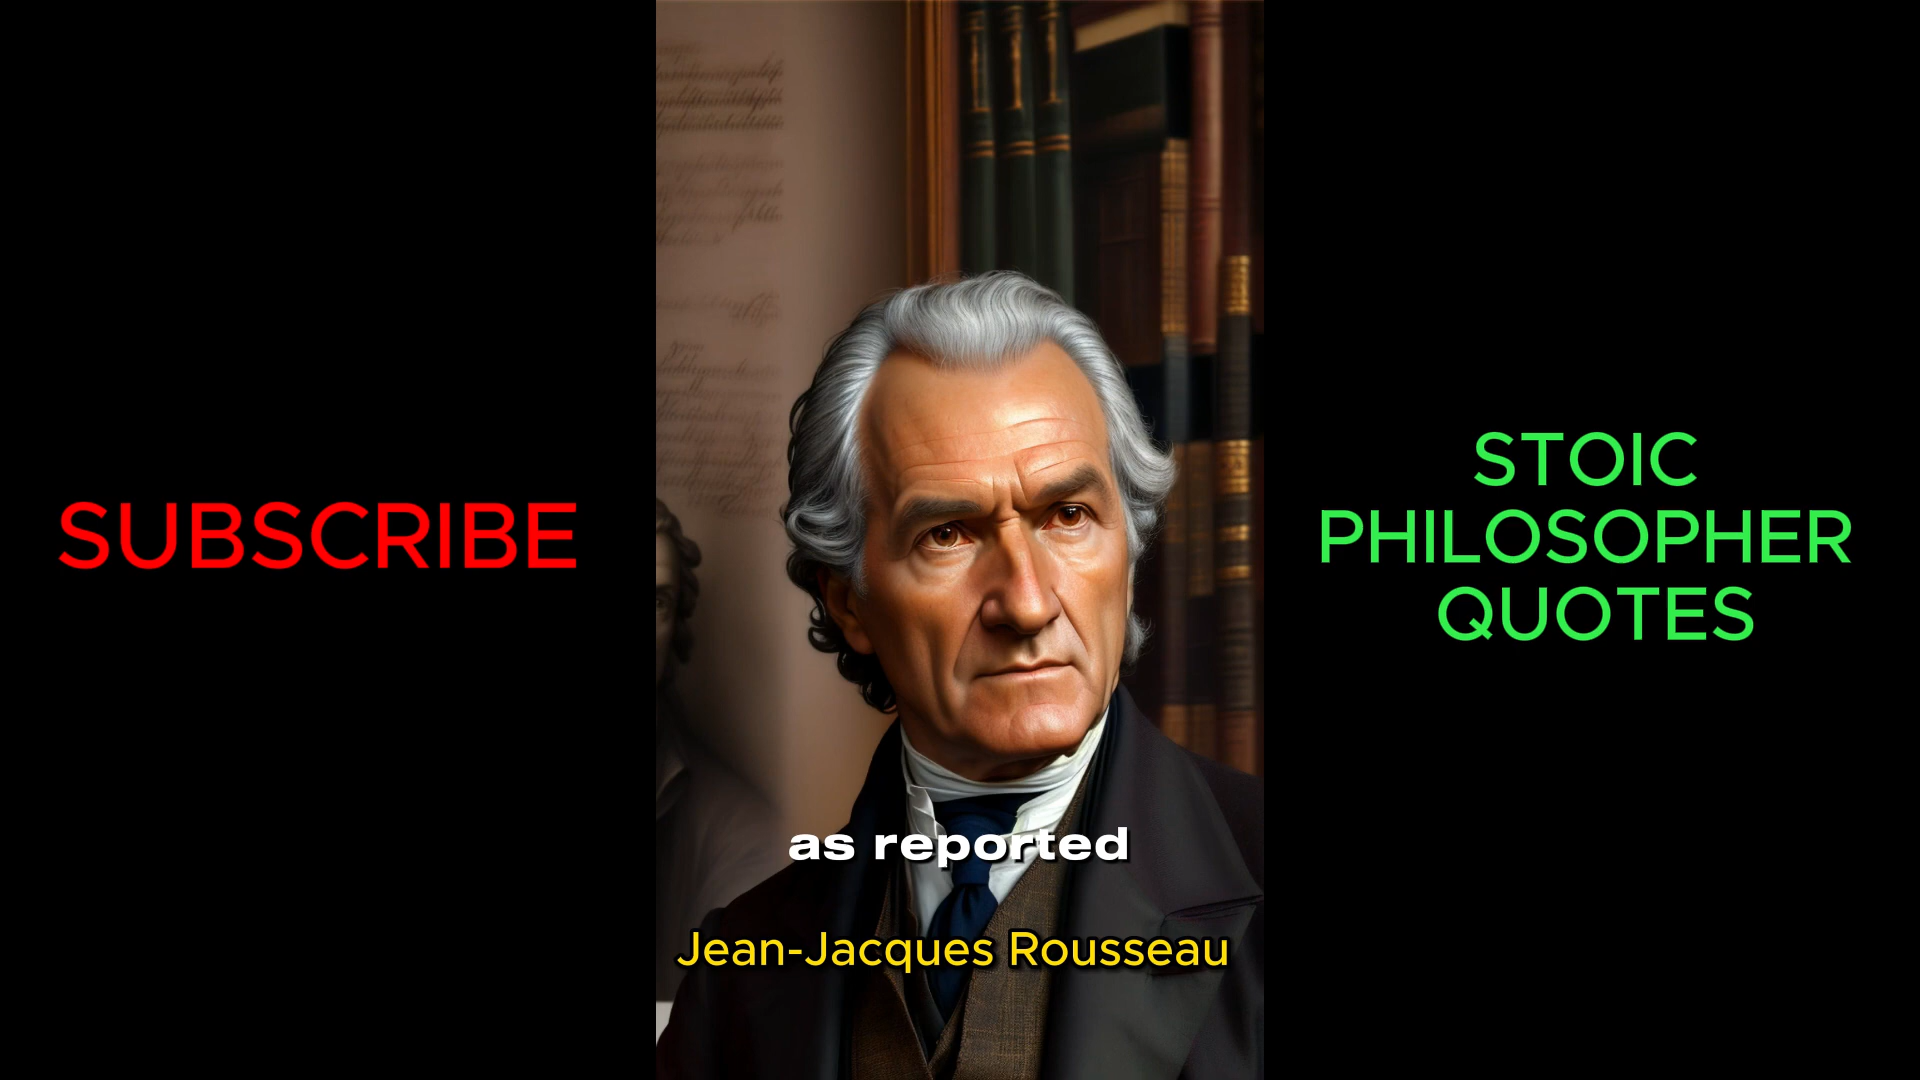 SUBSCRIBE
as reported
Jean-Jacques Rousseau
STOIC
PHILOSOPHER
QUOTES